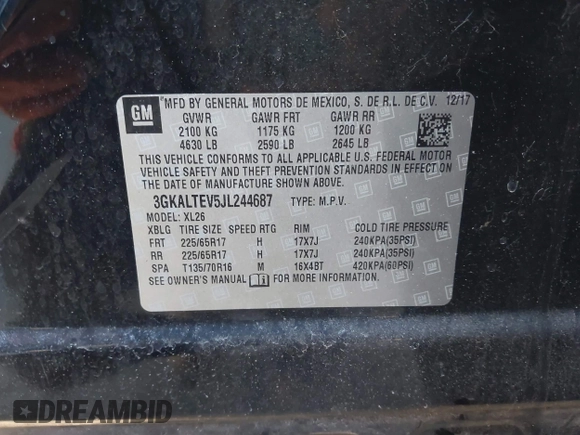 GM
MFD BY GENERAL MOTORS DE MEXICO, S. DE R.L. DE C.V. 12/17
GVWR GAWR FRT GAWR RR
2100 KG 1175 KG 1200 KG
4630 LB 2590 LB 2645 LB
THIS VEHICLE CONFORMS TO ALL APPLICABLE U.S. FEDERAL MOTOR
VEHICLE SAFETY AND THEFT PREVENTION STANDARDS IN EFFECT ON
THE DATE OF MANUFACTURE SHOWN ABOVE.
3GKALTEV5JL244687 TYPE: M.P.V.
MODEL: XL26
XBLG TIRE SIZE SPEED RTG RIM COLD TIRE PRESSURE
FRT 225/65R17 H 17X7J 240KPA(35PSI)
RR 225/65R17 H 17X7J 240KPA(35PSI)
SPA T135/70R16 M 16X4BT 420KPA(60PSI)
SEE OWNER'S MANUAL FOR MORE INFORMATION.
DREAMBID